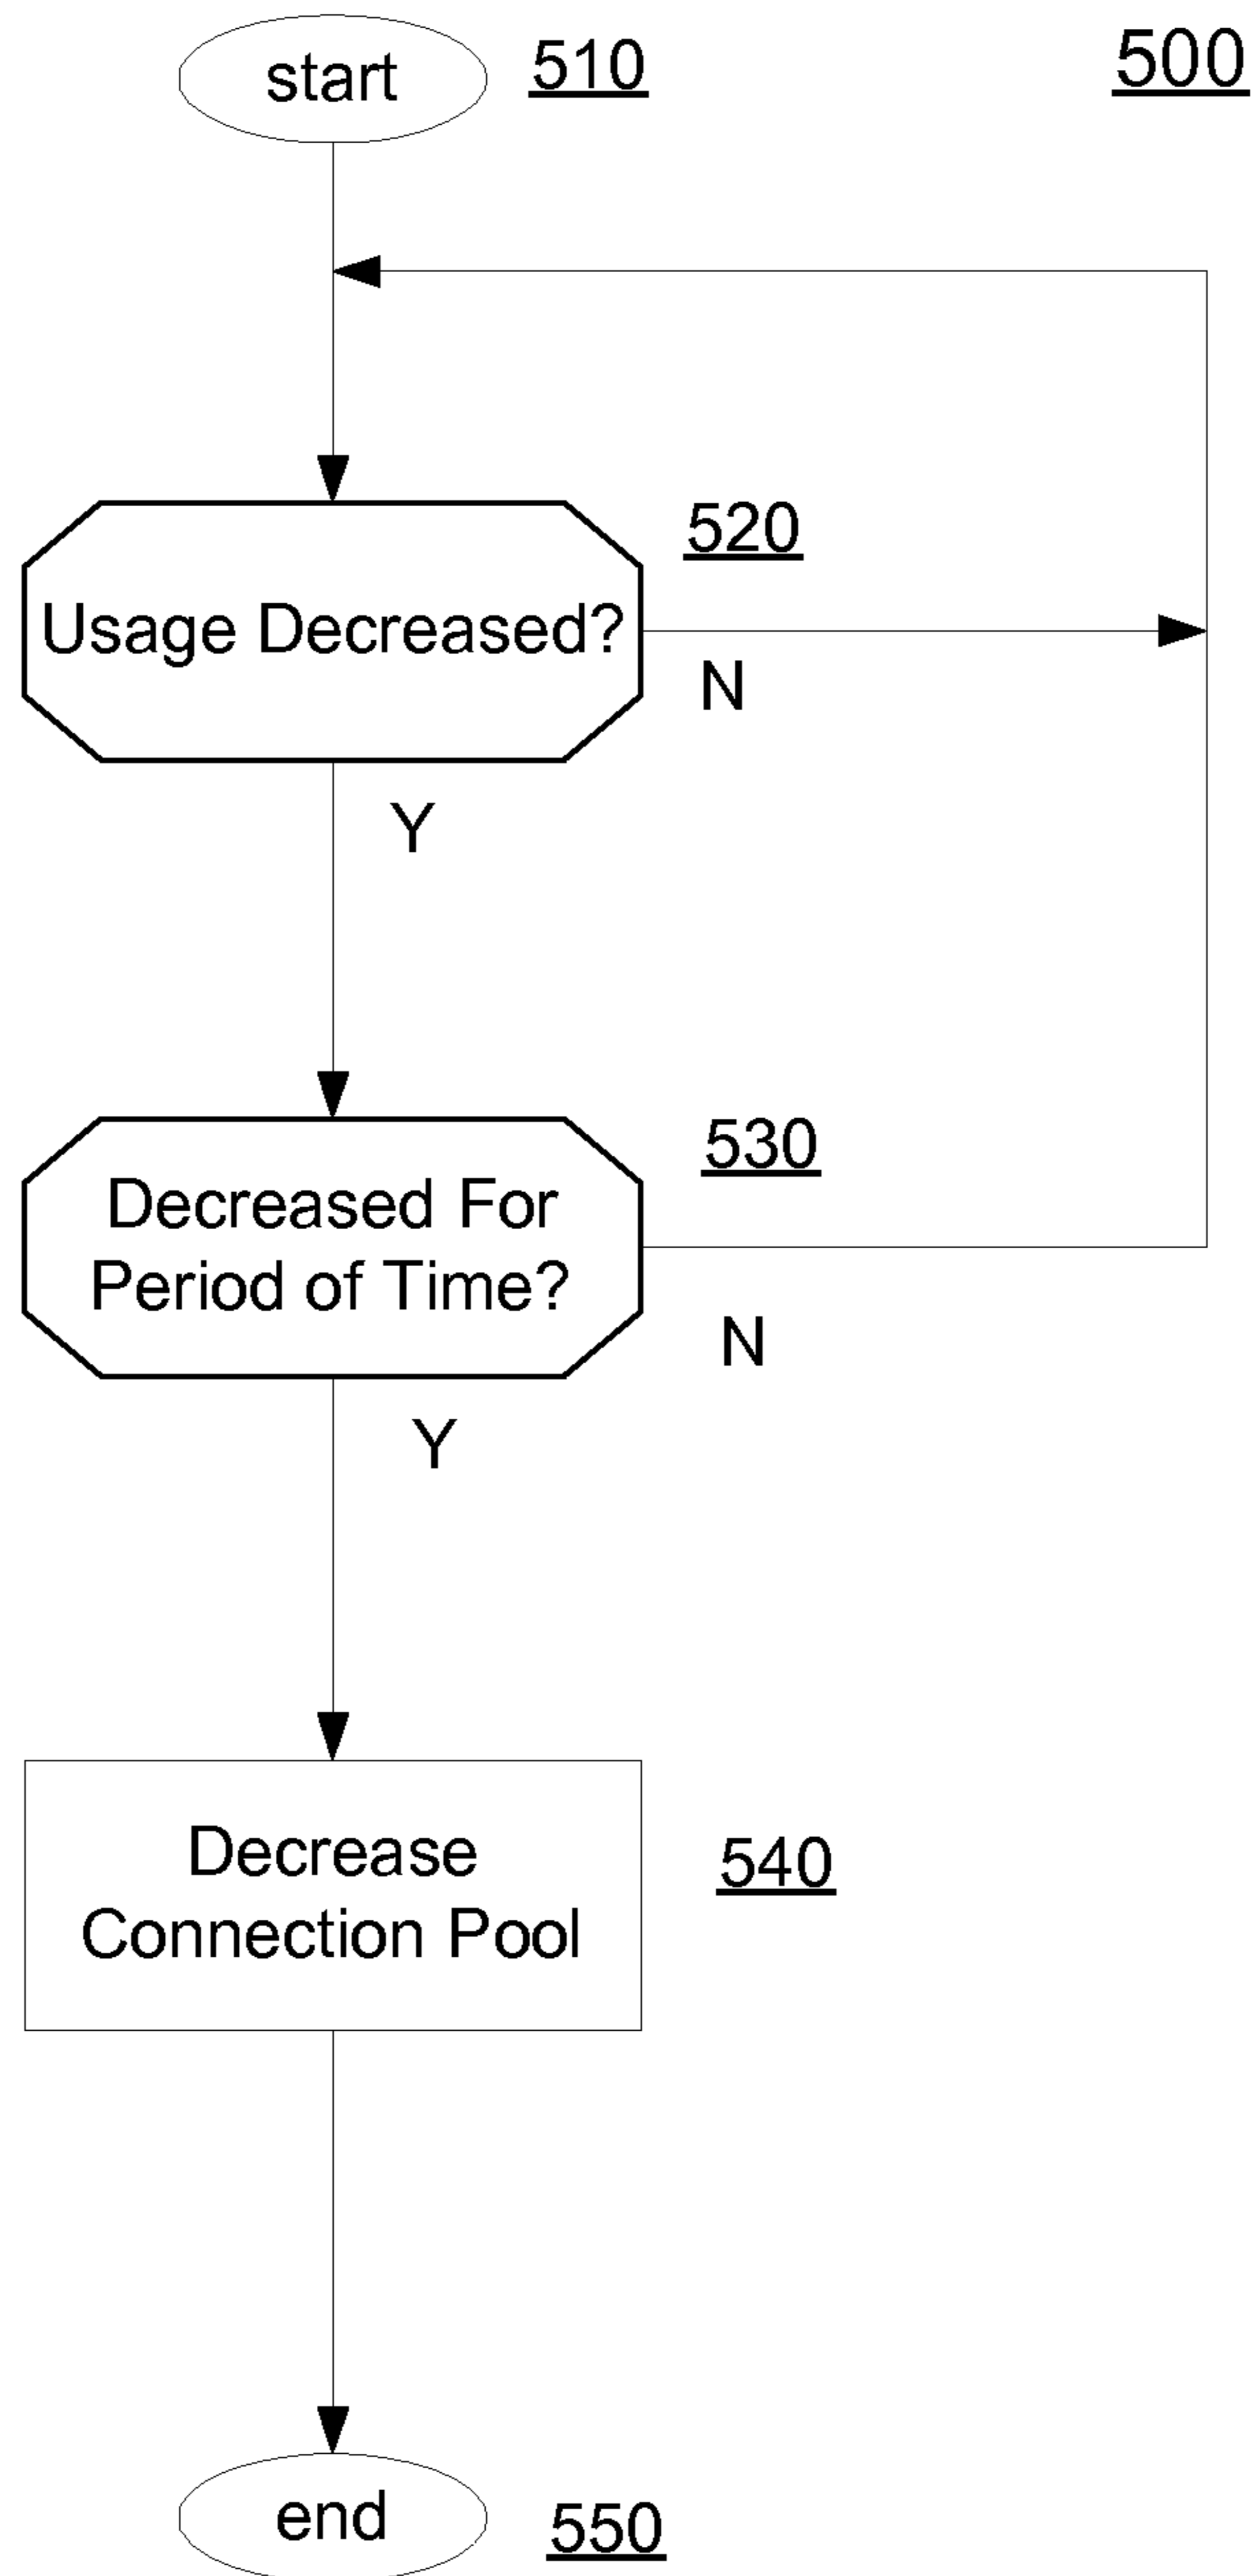 start
510
500
Usage Decreased?
520
N
Y
Decreased For
Period of Time?
530
N
Y
Decrease
Connection Pool
540
end
550